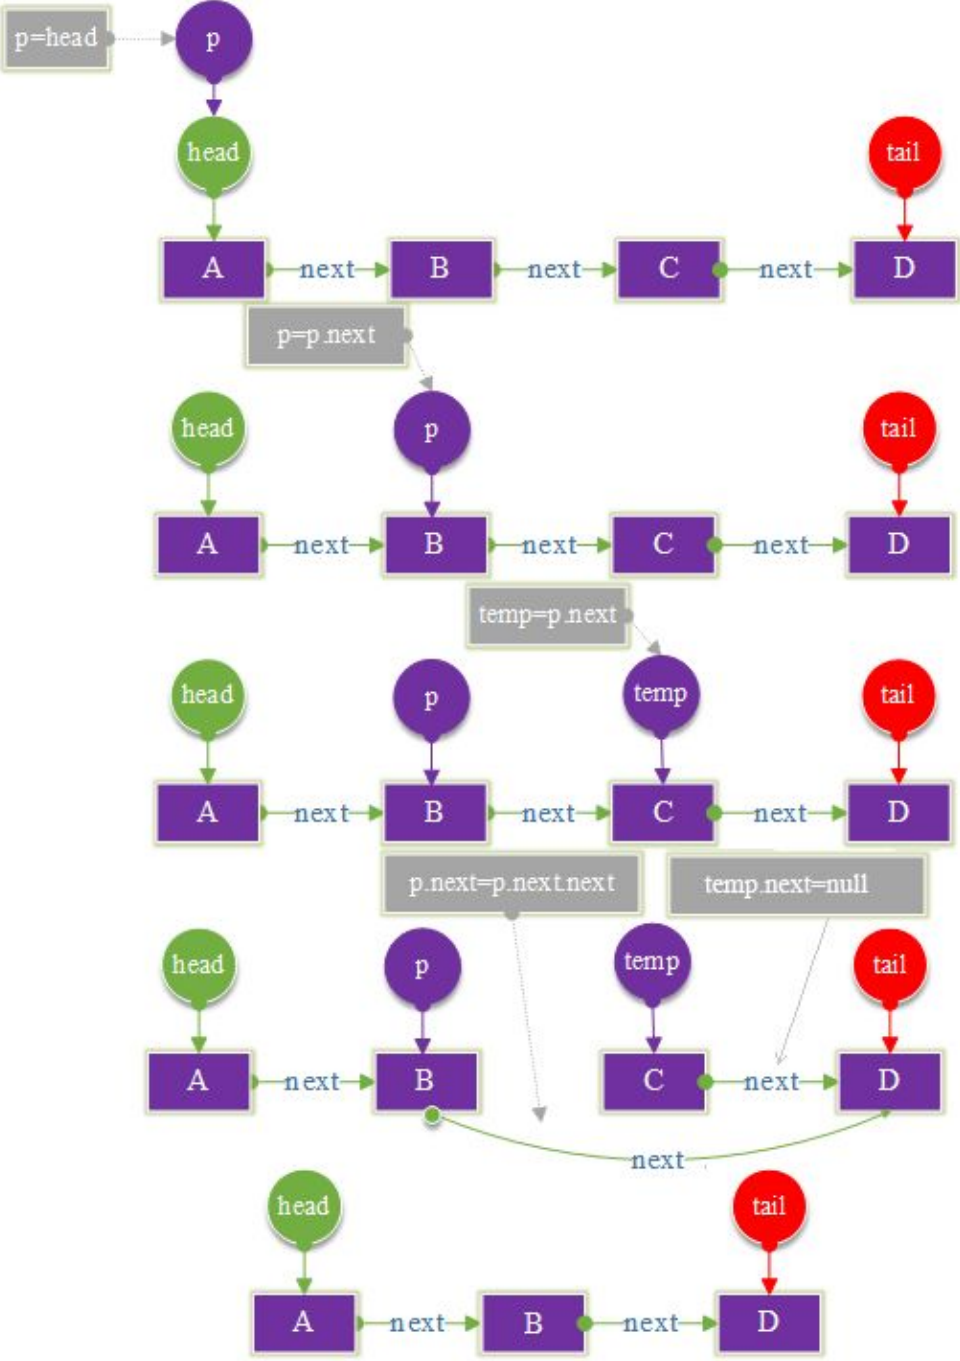 p=head
p
head
tail
A
next
B
next
C
next
D
p=p.next
head
p
tail
A
next
B
next
C
next
D
temp=p.next
head
p
temp
tail
A
next
B
next
C
next
D
p.next=p.next.next
temp.next=null
head
p
temp
tail
A
next
B
C
next
D
next
head
tail
A
next
B
next
D